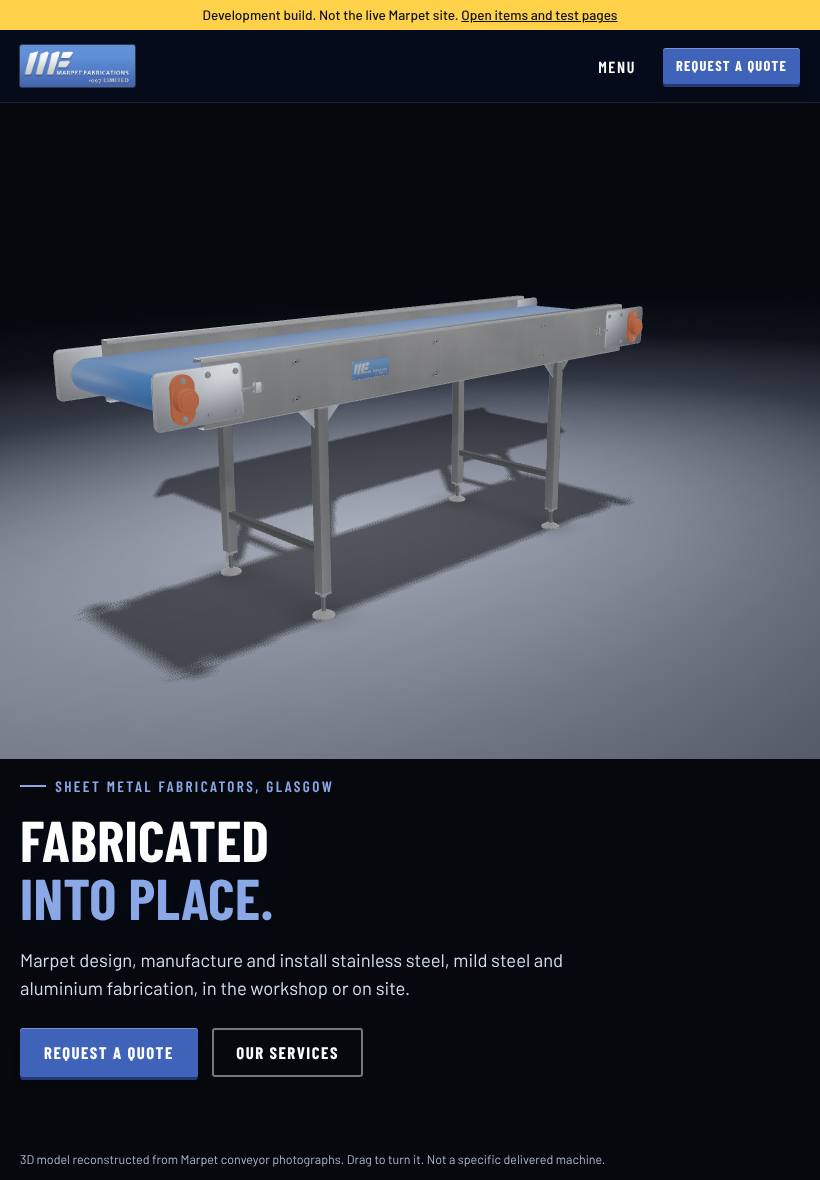 Development build. Not the live Marpet site. Open items and test pages
MF MARPET FABRICATIONS
1997 LIMITED
MENU
REQUEST A QUOTE
SHEET METAL FABRICATORS, GLASGOW
FABRICATED
INTO PLACE.
Marpet design, manufacture and install stainless steel, mild steel and
aluminium fabrication, in the workshop or on site.
REQUEST A QUOTE
OUR SERVICES
3D model reconstructed from Marpet conveyor photographs. Drag to turn it. Not a specific delivered machine.